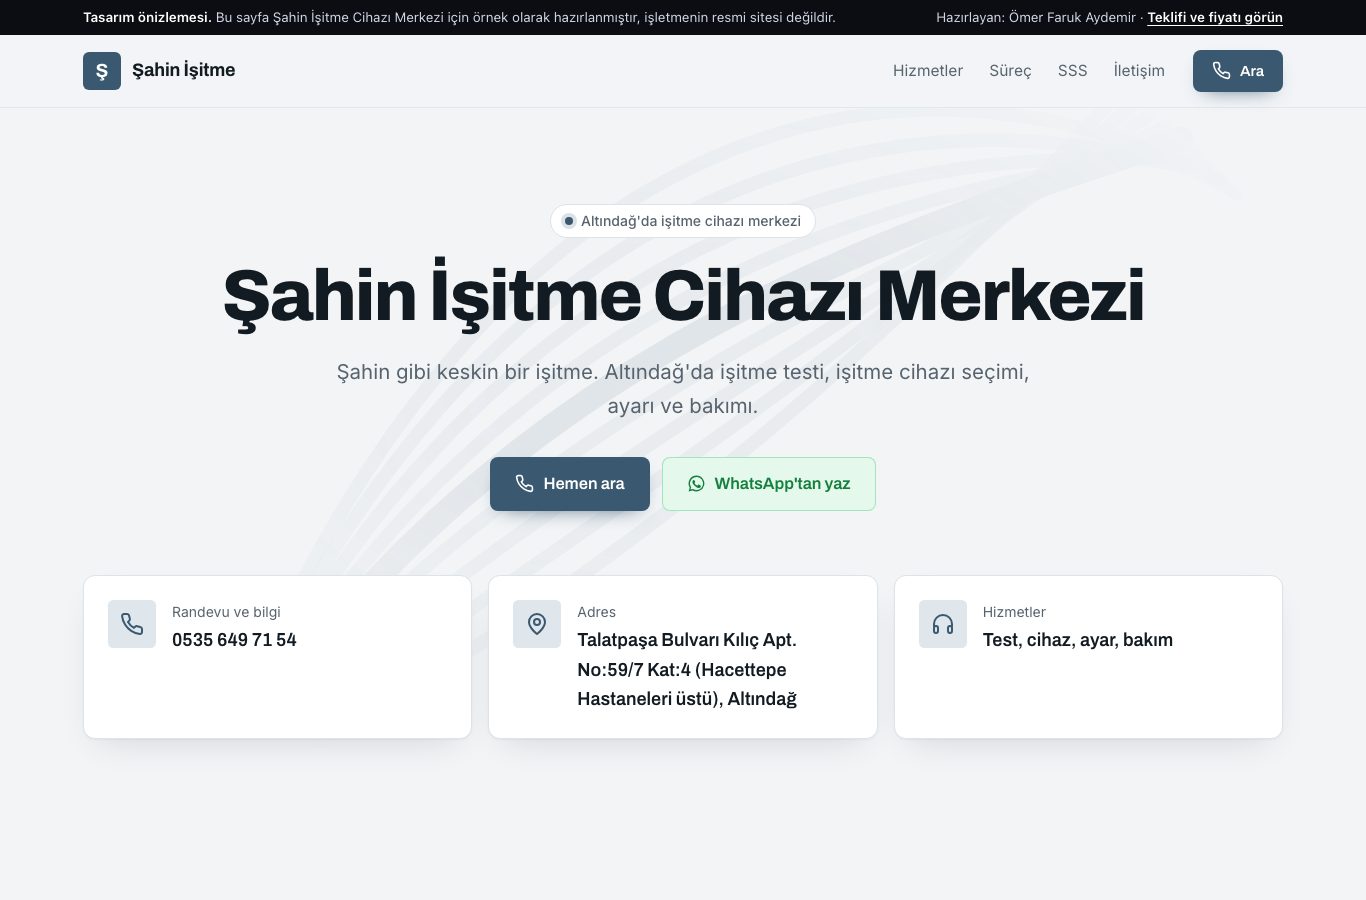 Tasarım önizlemesi. Bu sayfa Şahin İşitme Cihazı Merkezi için örnek olarak hazırlanmıştır, işletmenin resmi sitesi değildir.
Hazırlayan: Ömer Faruk Aydemir · Teklifi ve fiyatı görün
Ş Şahin İşitme
Hizmetler Süreç SSS İletişim Ara
Altındağ'da işitme cihazı merkezi
Şahin İşitme Cihazı Merkezi
Şahin gibi keskin bir işitme. Altındağ'da işitme testi, işitme cihazı seçimi,
ayarı ve bakımı.
Hemen ara
WhatsApp'tan yaz
Randevu ve bilgi
0535 649 71 54
Adres
Talatpaşa Bulvarı Kılıç Apt.
No:59/7 Kat:4 (Hacettepe
Hastaneleri üstü), Altındağ
Hizmetler
Test, cihaz, ayar, bakım